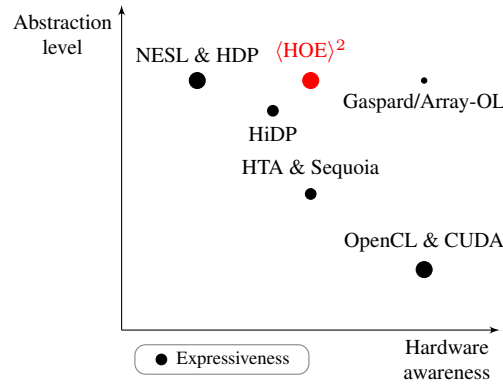 Abstraction
level
NESL & HDP
⟨HOE⟩²
Gaspard/Array-OL
HiDP
HTA & Sequoia
OpenCL & CUDA
Expressiveness
Hardware
awareness